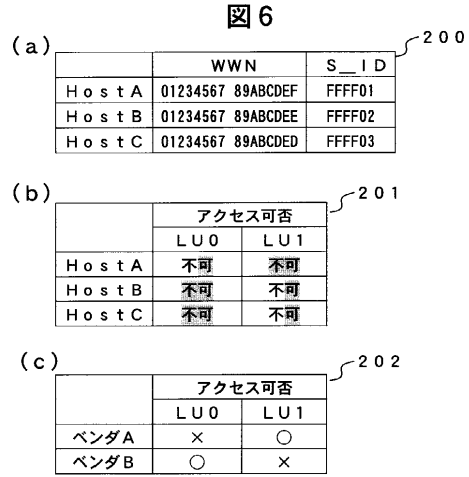 図6
(a)
200
WWN S_ID
HostA 01234567 89ABCDEF FFFF01
HostB 01234567 89ABCDEE FFFF02
HostC 01234567 89ABCDED FFFF03
(b)
201
アクセス可否
LU0 LU1
HostA 不可 不可
HostB 不可 不可
HostC 不可 不可
(c)
202
アクセス可否
LU0 LU1
ベンダA × ○
ベンダB ○ ×